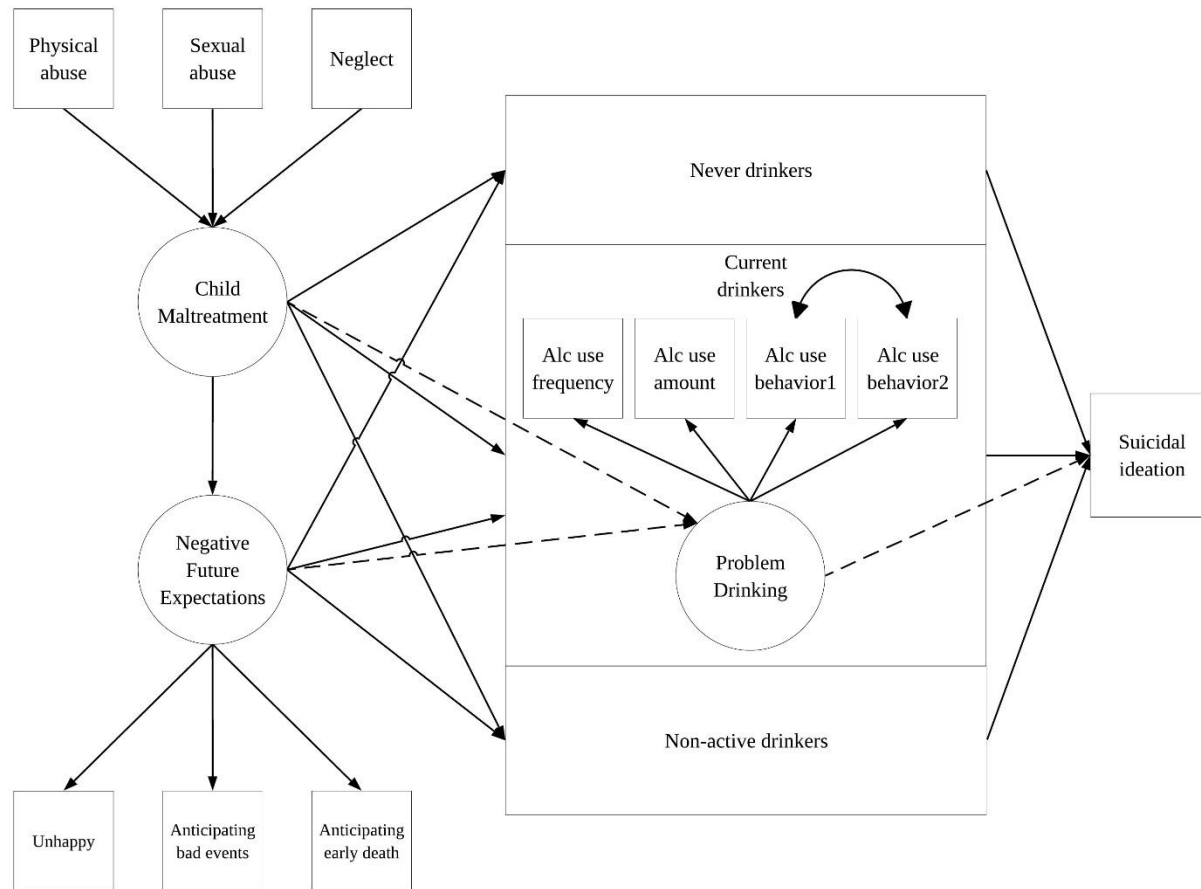 Physical
abuse
Sexual
abuse
Neglect
Never drinkers
Child
Maltreatment
Current
drinkers
Alc use
frequency
Alc use
amount
Alc use
behavior1
Alc use
behavior2
Suicidal
ideation
Negative
Future
Expectations
Problem
Drinking
Non-active drinkers
Unhappy
Anticipating
bad events
Anticipating
early death